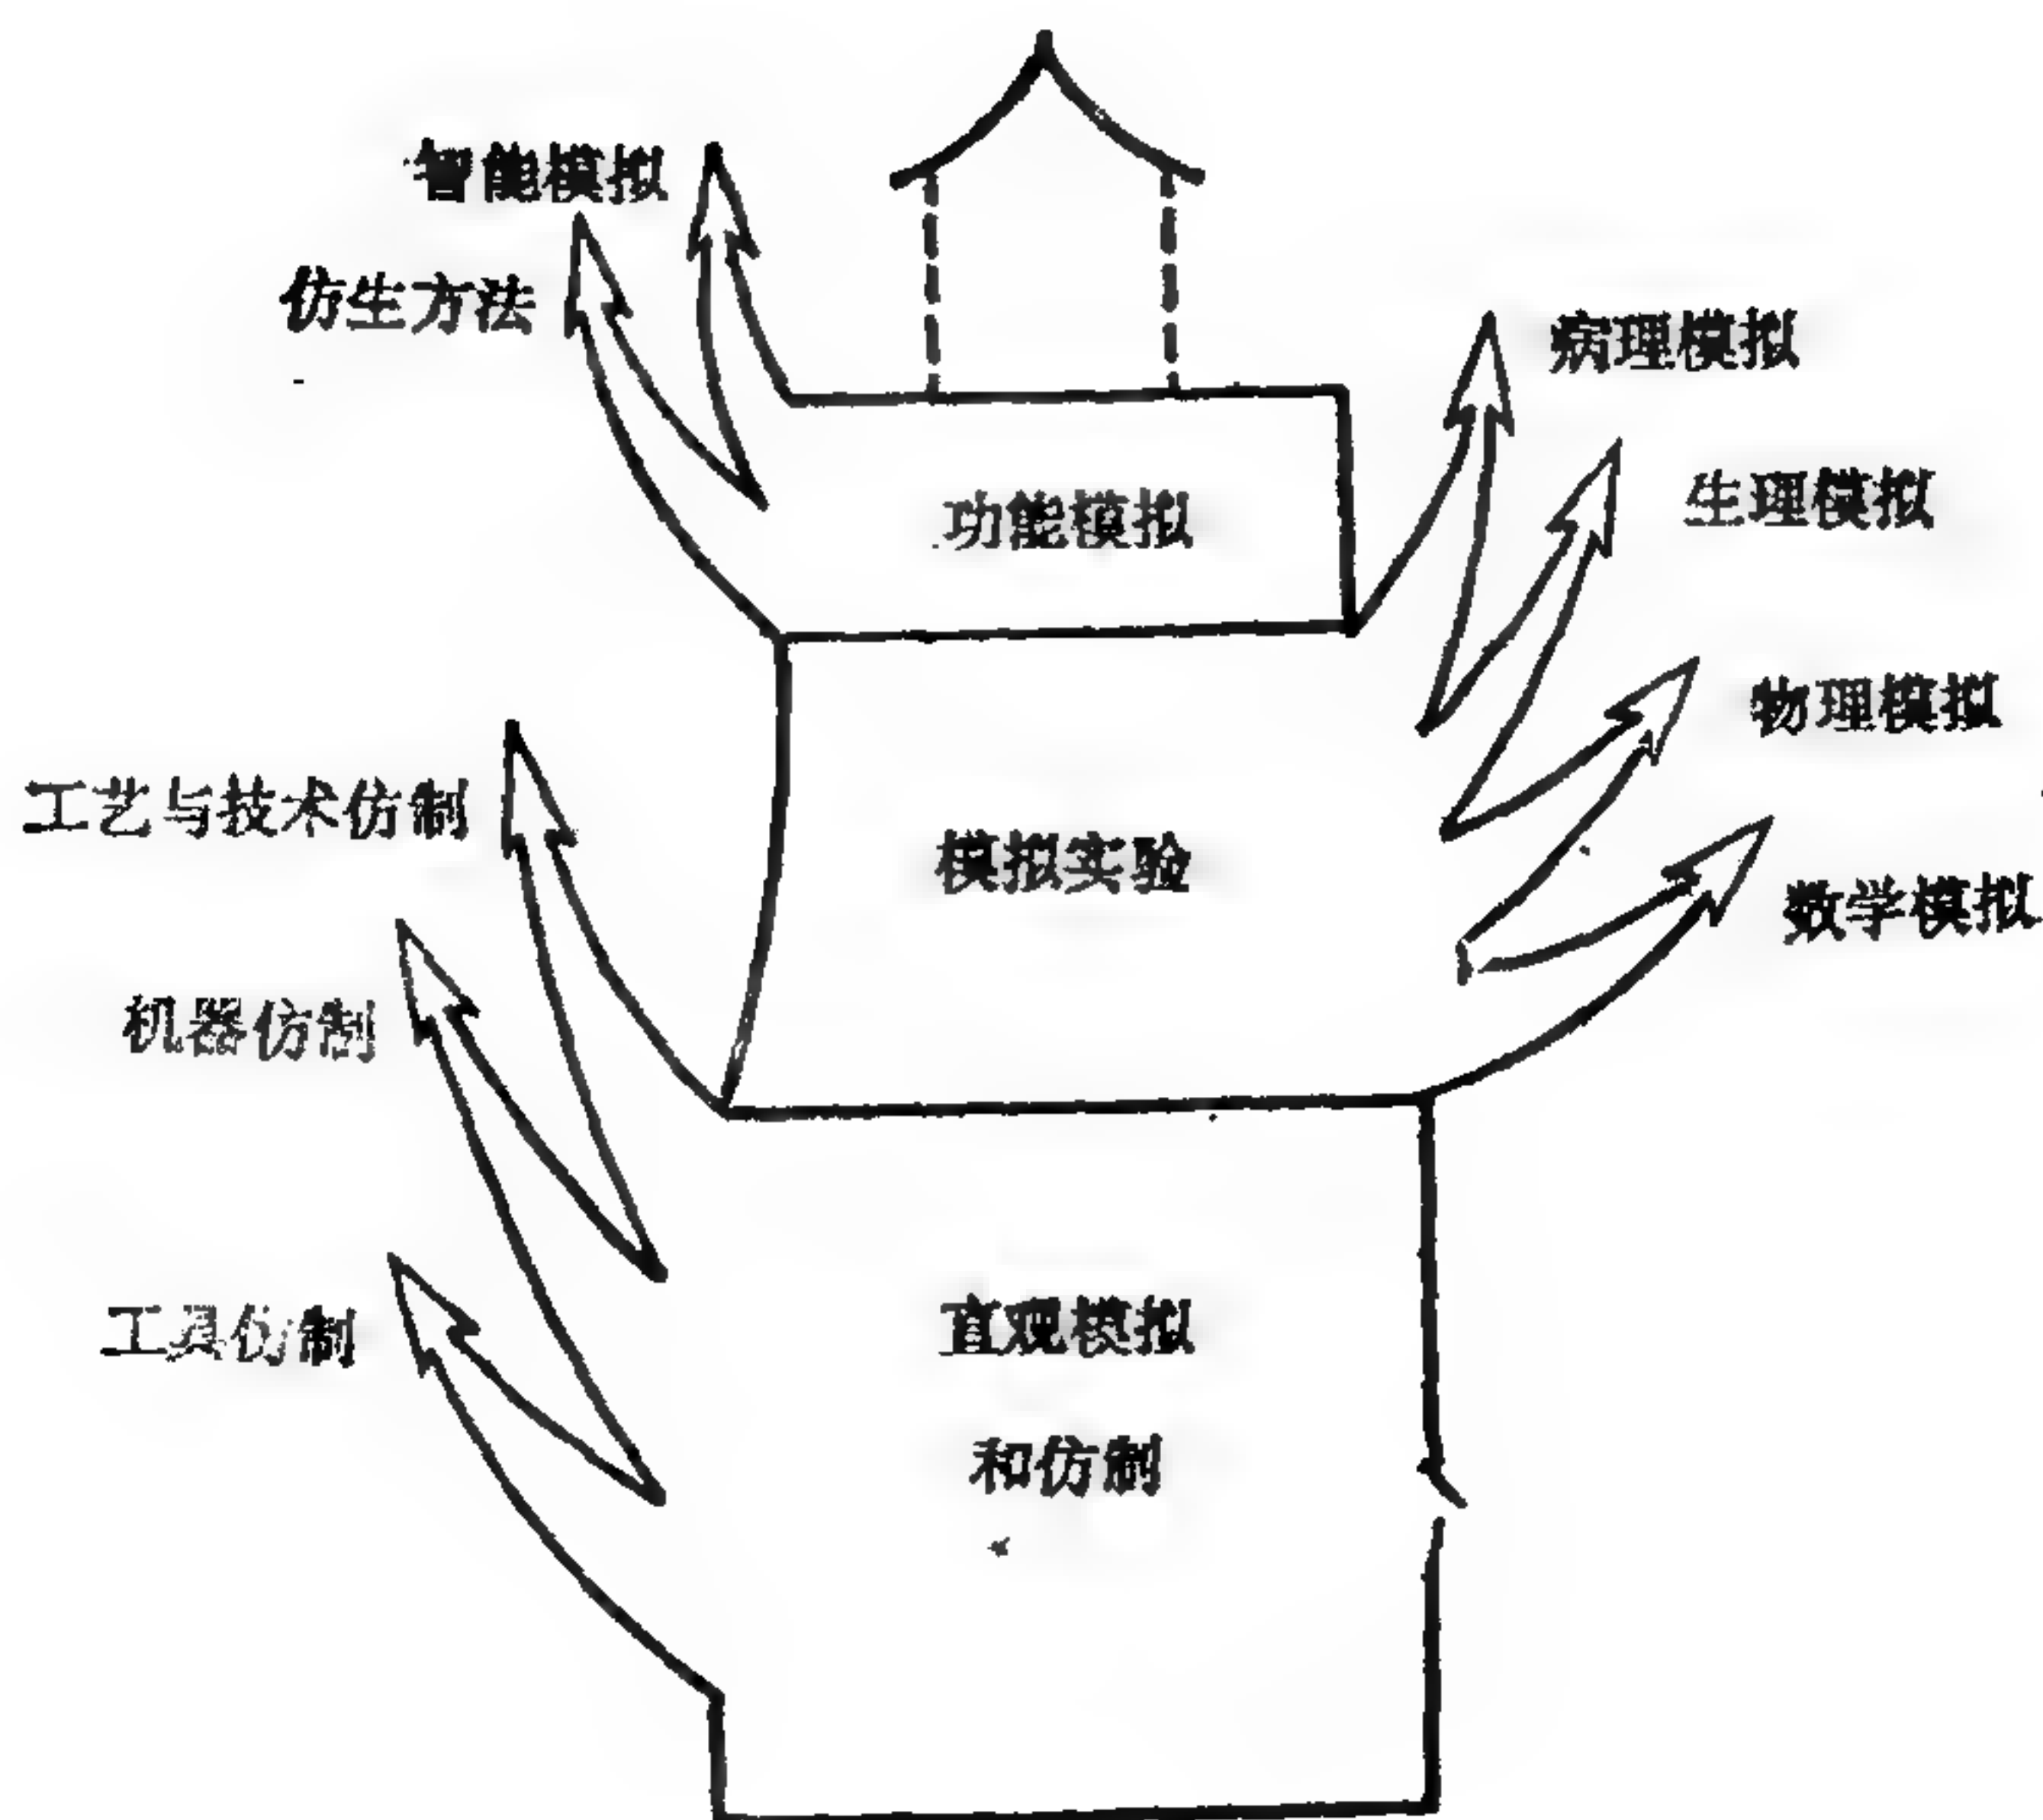 智能模拟
仿生方法
病理模拟
生理模拟
功能模拟
物理模拟
工艺与技术仿制
模拟实验
数学模拟
机器仿制
工具仿制
直观模拟
和仿制